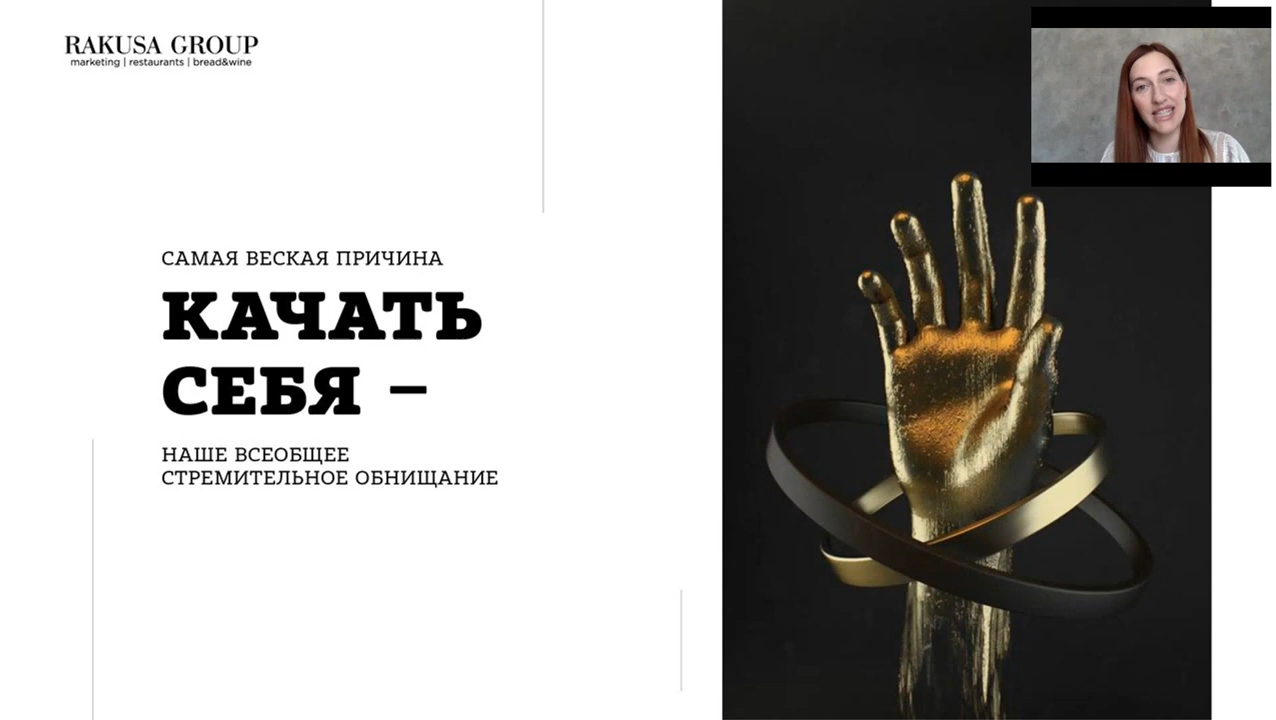 RAKUSA GROUP
marketing | restaurants | bread&wine
САМАЯ ВЕСКАЯ ПРИЧИНА
КАЧАТЬ
СЕБЯ –
НАШЕ ВСЕОБЩЕЕ
СТРЕМИТЕЛЬНОЕ ОБНИЩАНИЕ